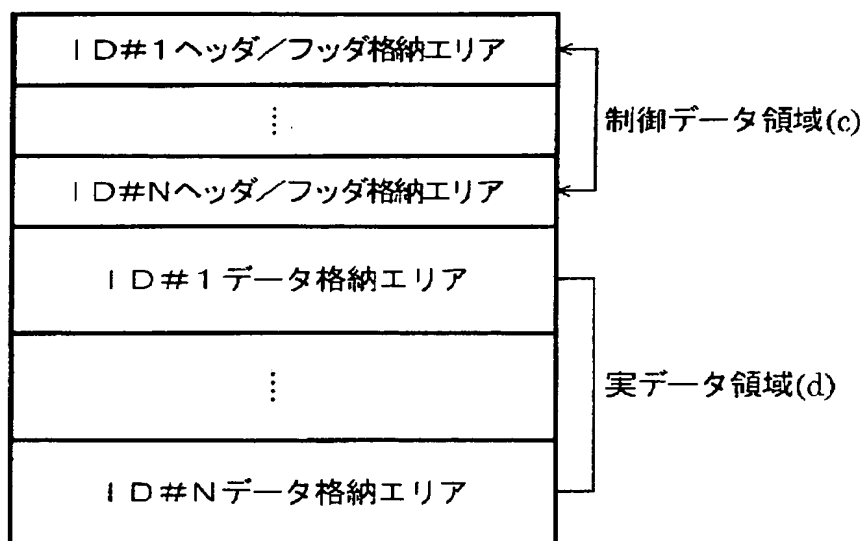 ID#1ヘッダ/フッダ格納エリア
⋮
制御データ領域(c)
ID#Nヘッダ/フッダ格納エリア
ID#1データ格納エリア
⋮
実データ領域(d)
ID#Nデータ格納エリア